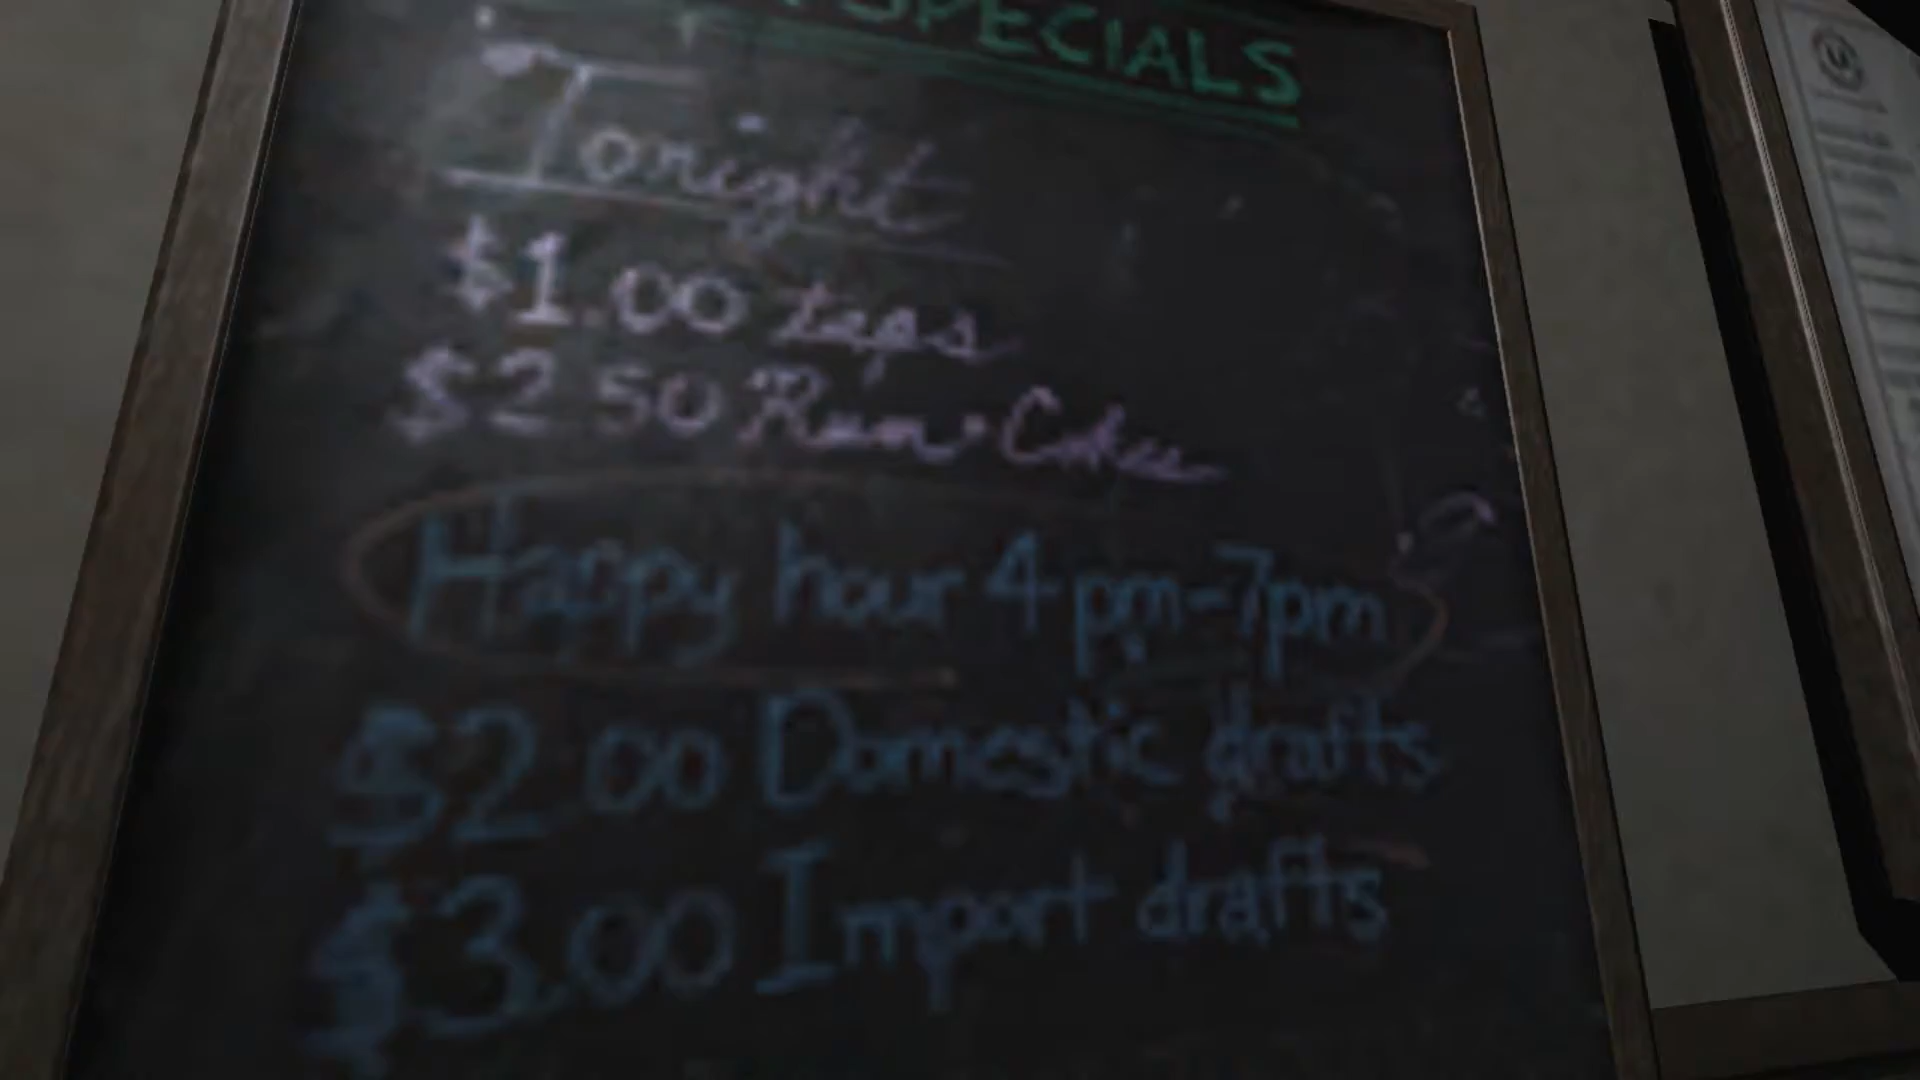 SPECIALS
Tonight
$1.00 taps
$2.50 Rum & Cokes
Happy hour 4pm-7pm
$2.00 Domestic drafts
$3.00 Import drafts